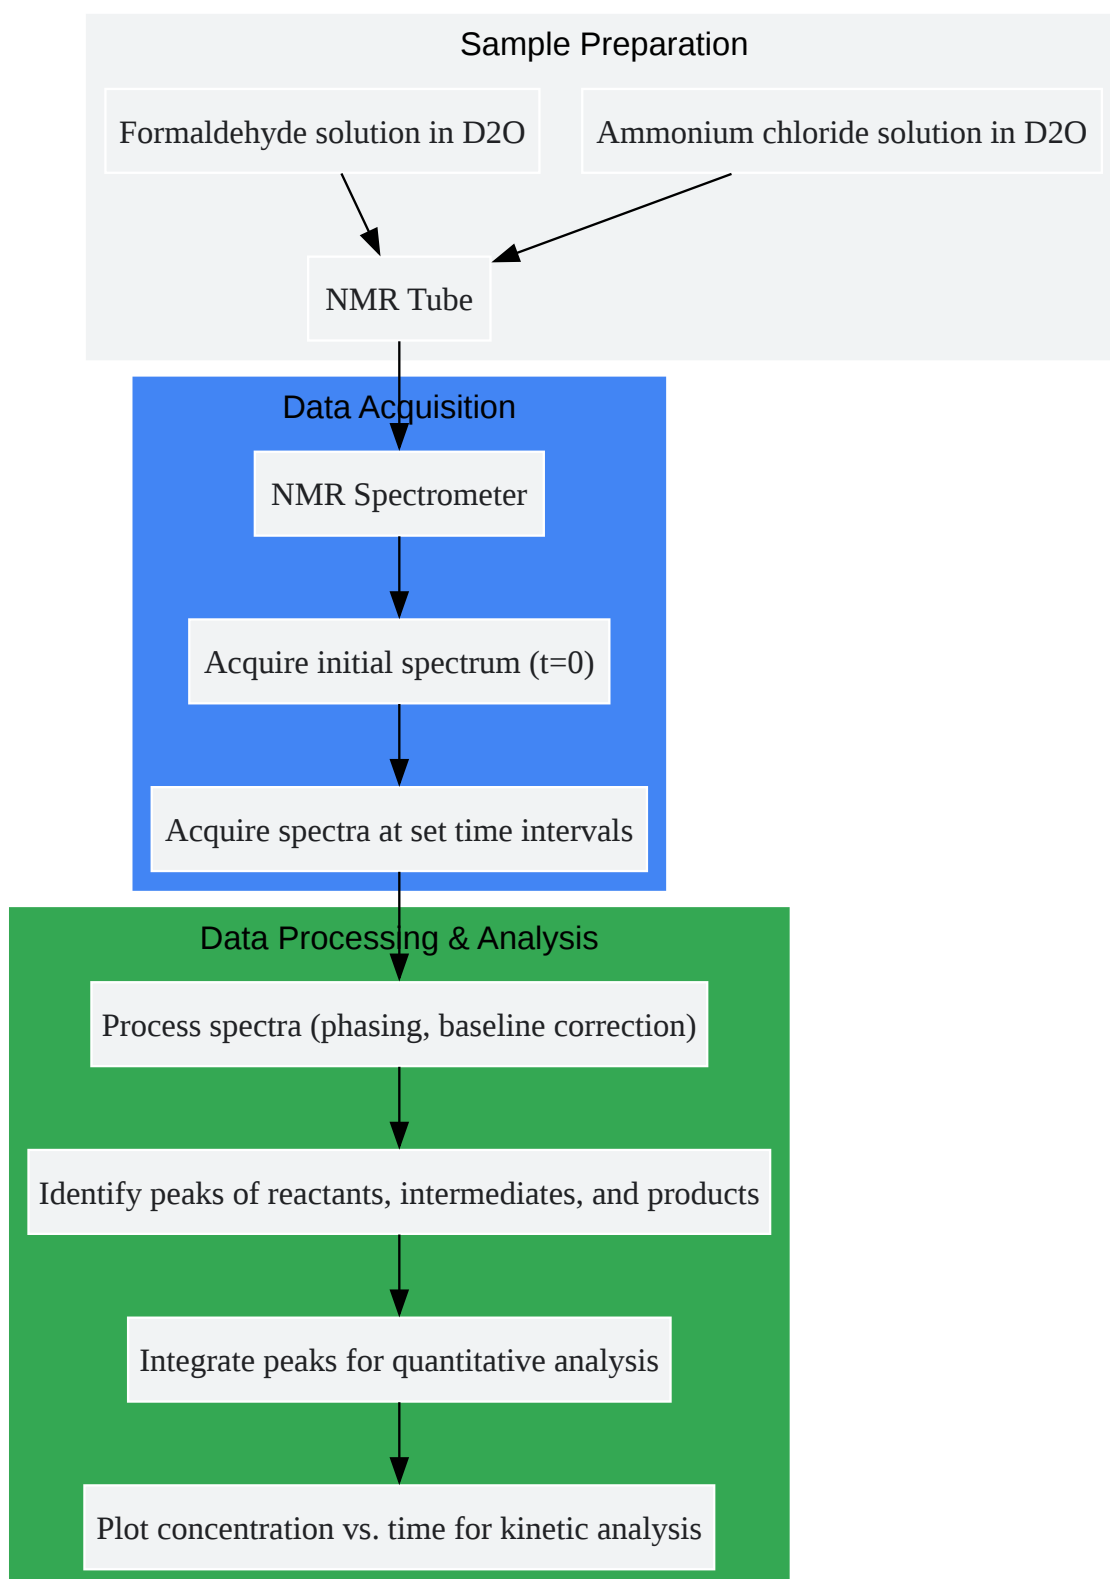 Sample Preparation
Formaldehyde solution in D2O
Ammonium chloride solution in D2O
NMR Tube
Data Acquisition
NMR Spectrometer
Acquire initial spectrum (t=0)
Acquire spectra at set time intervals
Data Processing & Analysis
Process spectra (phasing, baseline correction)
Identify peaks of reactants, intermediates, and products
Integrate peaks for quantitative analysis
Plot concentration vs. time for kinetic analysis